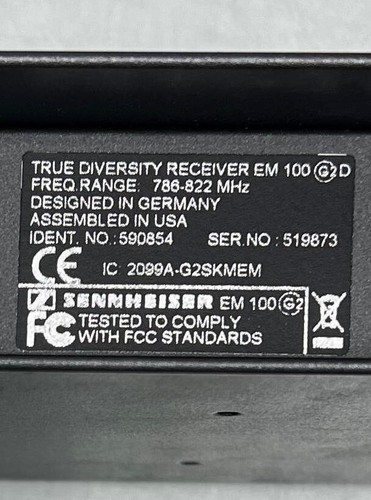 TRUE DIVERSITY RECEIVER EM 100 G2 D
FREQ.RANGE: 786-822 MHz
DESIGNED IN GERMANY
ASSEMBLED IN USA
IDENT. NO.:590854 SER.NO : 519873
CE IC 2099A-G2SKMEM
SENNHEISER EM 100 G2
FC TESTED TO COMPLY
WITH FCC STANDARDS